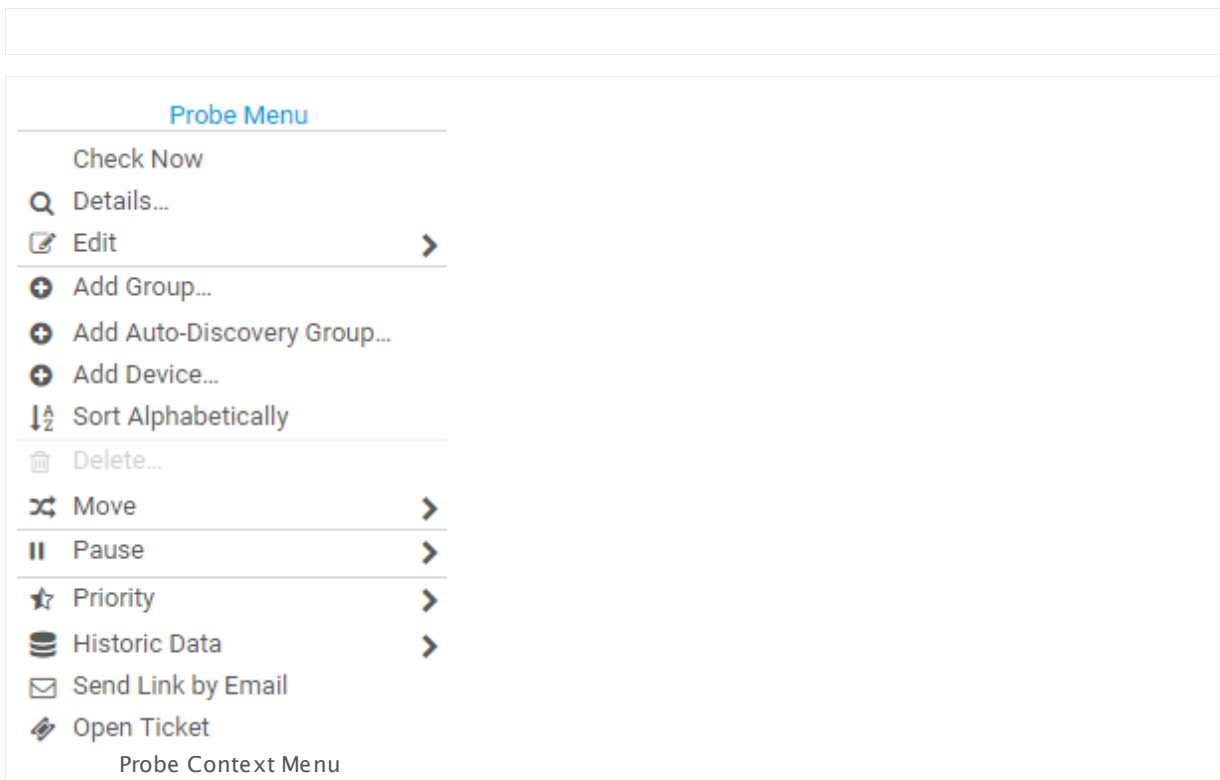 Probe Menu
Check Now
Details...
Edit
Add Group...
Add Auto-Discovery Group...
Add Device...
Sort Alphabetically
Delete...
Move
Pause
Priority
Historic Data
Send Link by Email
Open Ticket
Probe Context Menu